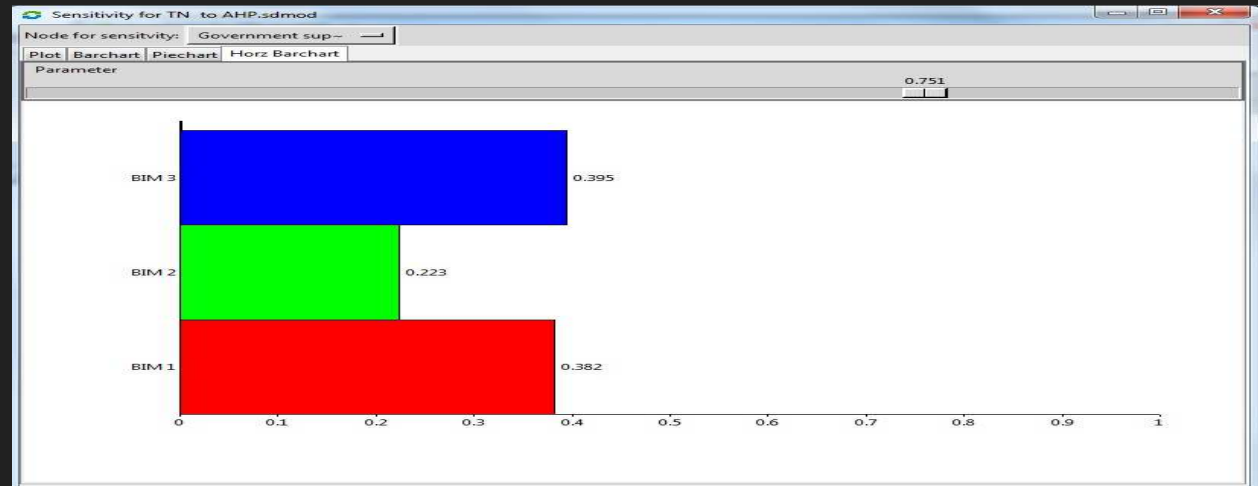 Sensitivity for TN to AHP.sdmod
Node for sensitvity: Government sup~
Plot Barchart Piechart Horz Barchart
Parameter
0.751
BIM 3 0.395
BIM 2 0.223
BIM 1 0.382
0 0.1 0.2 0.3 0.4 0.5 0.6 0.7 0.8 0.9 1